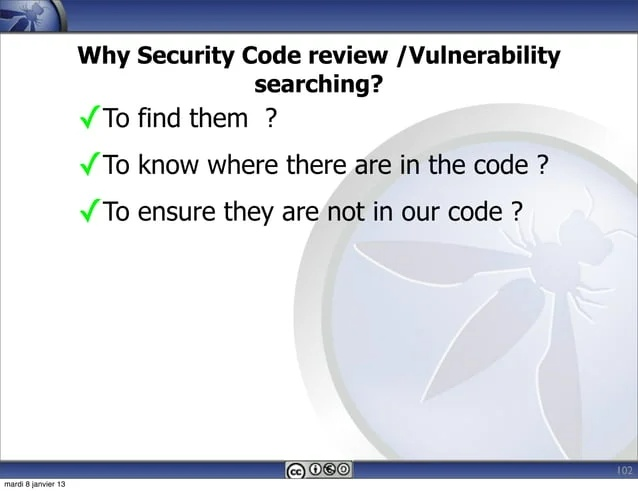 Why Security Code review /Vulnerability
searching?
✓To find them ?
✓To know where there are in the code ?
✓To ensure they are not in our code ?
cc
102
mardi 8 janvier 13